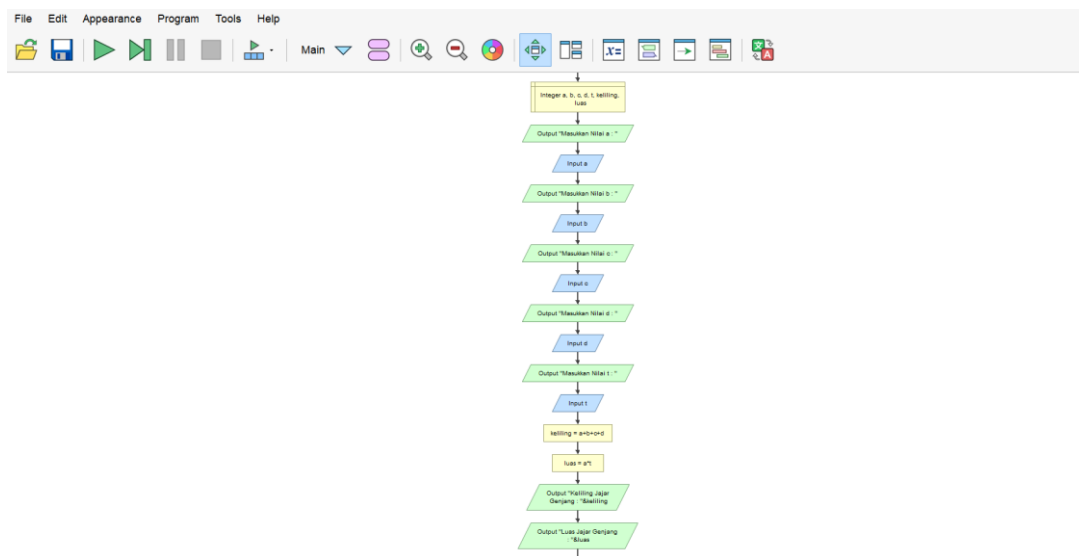 File Edit Appearance Program Tools Help
Main
x=
Integer a, b, c, d, t, keliling,
luas
Output "Masukkan Nilai a : "
Input a
Output "Masukkan Nilai b : "
Input b
Output "Masukkan Nilai c : "
Input c
Output "Masukkan Nilai d : "
Input d
Output "Masukkan Nilai t : "
Input t
keliling = a+b+c+d
luas = a*t
Output "Keliling Jajar
Genjang : "&keliling
Output "Luas Jajar Genjang
: "&luas